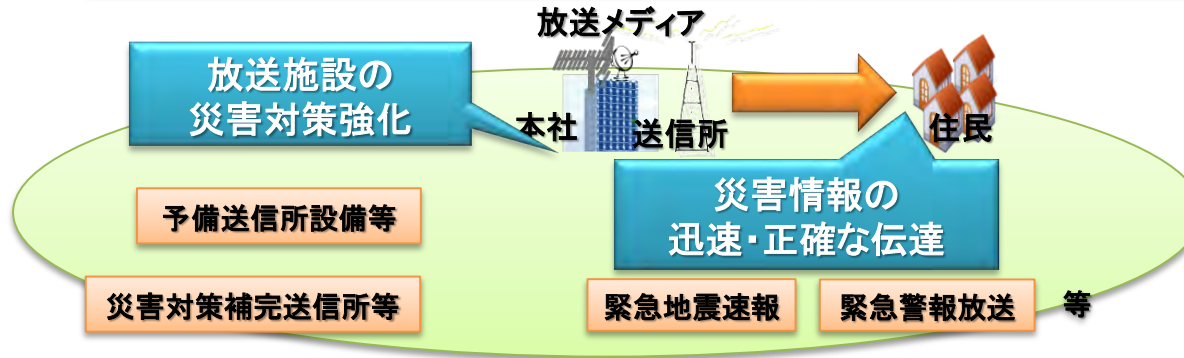 放送メディア
放送施設の
災害対策強化
本社
送信所
住民
災害情報の
迅速・正確な伝達
予備送信所設備等
災害対策補完送信所等
緊急地震速報
緊急警報放送
等